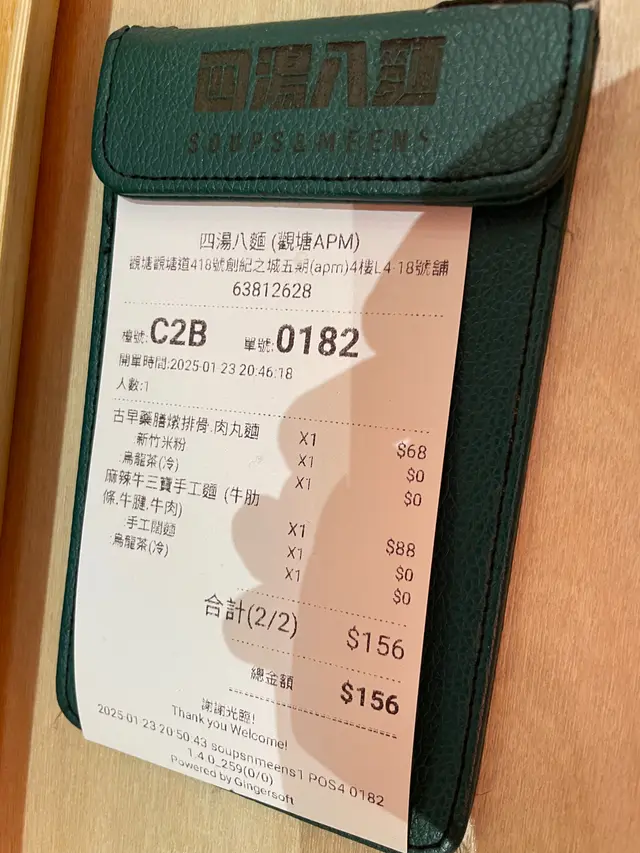 四湯八麵
SOUPS&MEENS
四湯八麵 (觀塘APM)
觀塘觀塘道418號創紀之城五期(apm)4樓L4-18號舖
63812628
檯號:C2B 單號:0182
開單時間:2025-01-23 20:46:18
人數:1
古早藥膳燉排骨.肉丸麵 X1 $68
新竹米粉 X1 $0
烏龍茶(冷) X1 $0
麻辣牛三寶手工麵 (牛肋
條.牛腱.牛肉) X1 $88
手工闊麵 X1 $0
烏龍茶(冷) X1 $0
合計(2/2) $156
總金額 $156
謝謝光臨!
Thank you Welcome!
2025-01-23 20:50:43 soupsnmeens1 POS4 0182
1.4.0_259(0/0)
Powered by Gingersoft